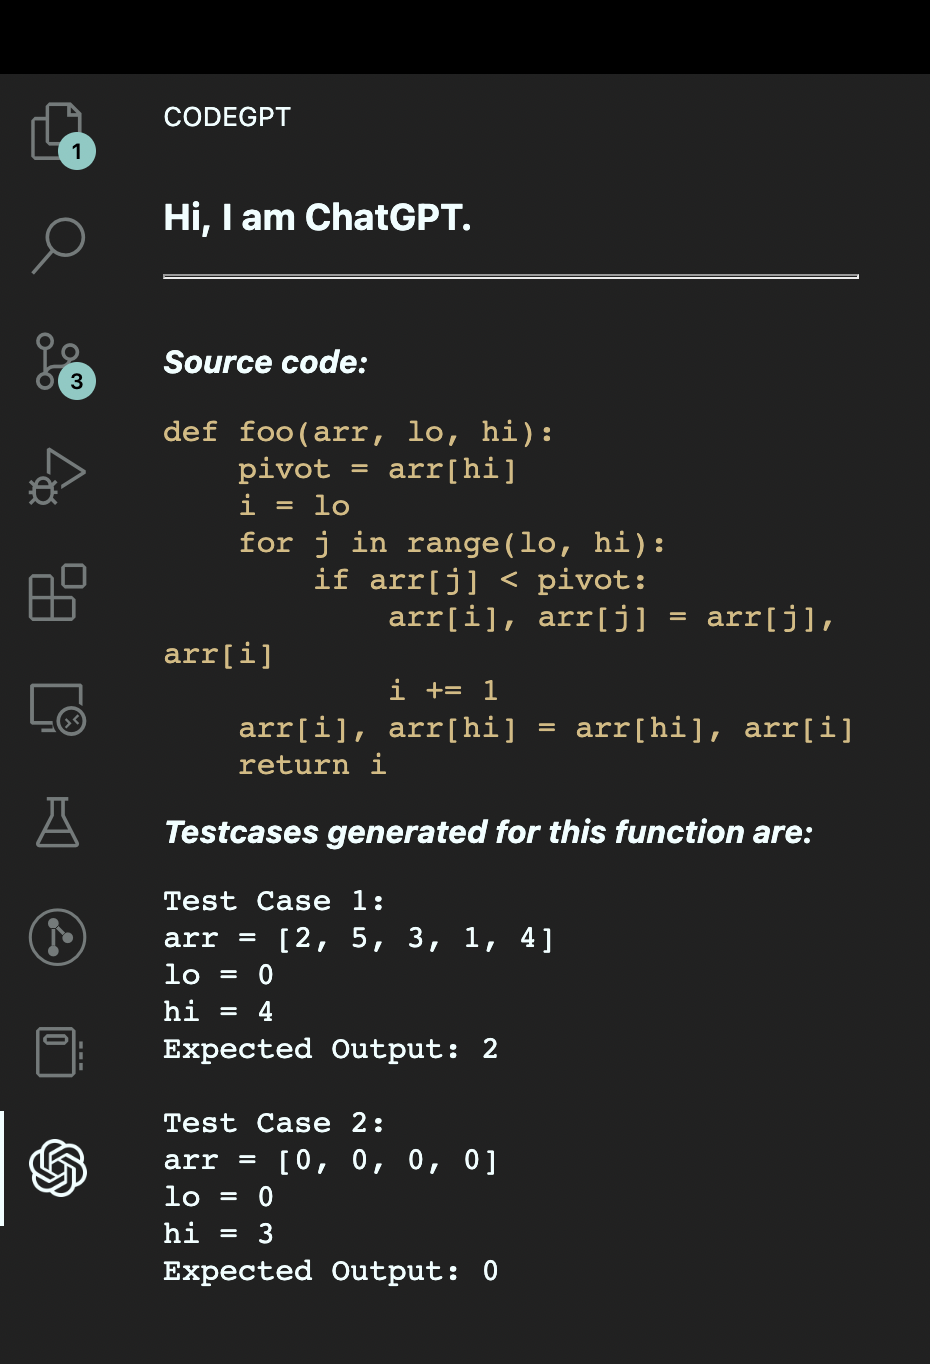 CODEGPT
1
Hi, I am ChatGPT.
3
Source code:
def foo(arr, lo, hi):
    pivot = arr[hi]
    i = lo
    for j in range(lo, hi):
        if arr[j] < pivot:
            arr[i], arr[j] = arr[j],
arr[i]
            i += 1
    arr[i], arr[hi] = arr[hi], arr[i]
    return i
Testcases generated for this function are:
Test Case 1:
arr = [2, 5, 3, 1, 4]
lo = 0
hi = 4
Expected Output: 2
Test Case 2:
arr = [0, 0, 0, 0]
lo = 0
hi = 3
Expected Output: 0